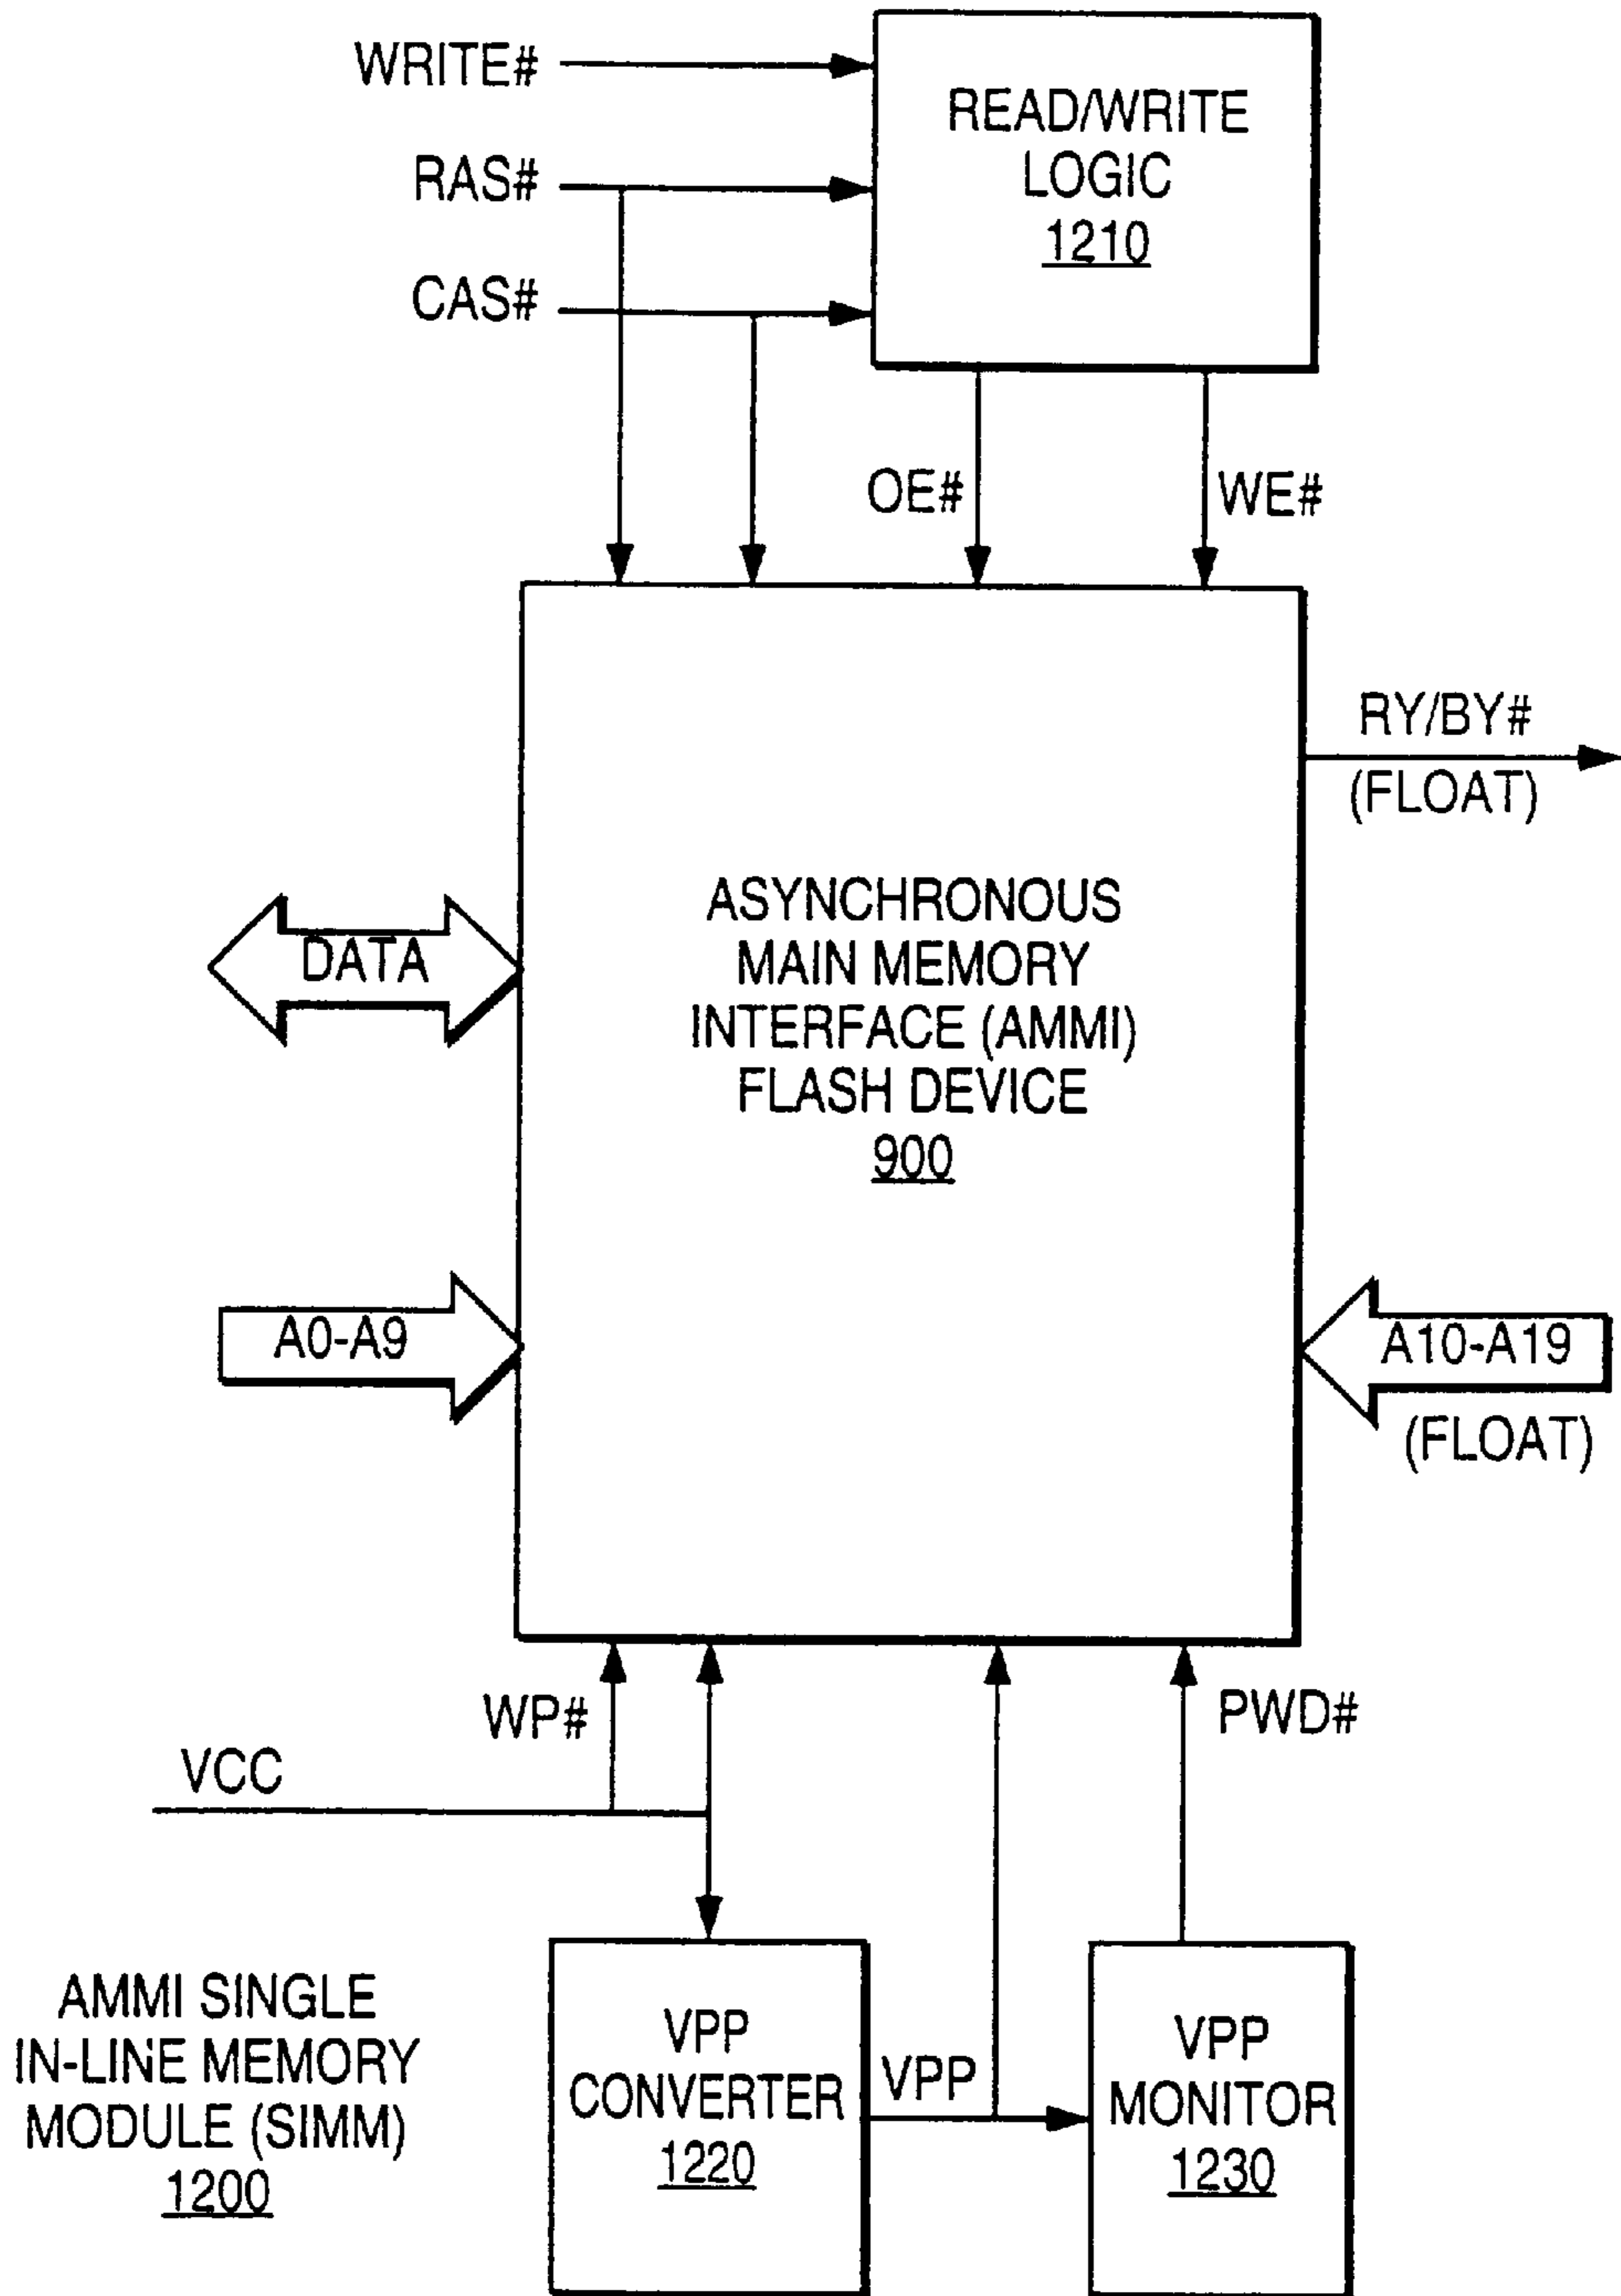 WRITE#
RAS#
CAS#
READ/WRITE
LOGIC
1210
OE#
WE#
RY/BY#
(FLOAT)
DATA
ASYNCHRONOUS
MAIN MEMORY
INTERFACE (AMMI)
FLASH DEVICE
900
A0-A9
A10-A19
(FLOAT)
WP#
PWD#
VCC
AMMI SINGLE
IN-LINE MEMORY
MODULE (SIMM)
1200
VPP
CONVERTER
1220
VPP
VPP
MONITOR
1230